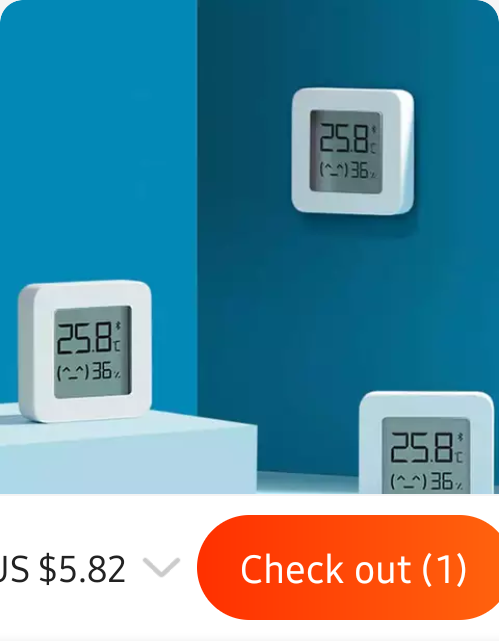 25.8 °C
(^_^) 36 %
25.8 °C
(^_^) 36 %
25.8 °C
(^_^) 36 %
US $5.82
Check out (1)